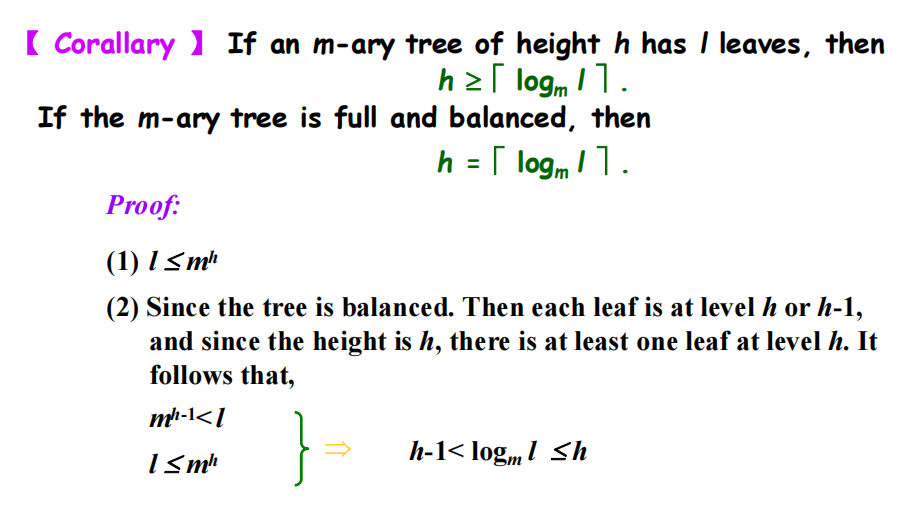 【 Corallary 】 If an m-ary tree of height h has l leaves, then
h ≥ ⌈ logₘ l ⌉ .
If the m-ary tree is full and balanced, then
h = ⌈ logₘ l ⌉ .
Proof:
(1) l ≤ mʰ
(2) Since the tree is balanced. Then each leaf is at level h or h-1,
and since the height is h, there is at least one leaf at level h. It
follows that,
mʰ⁻¹< l
l ≤ mʰ
} ⇒ h-1< logₘ l ≤ h